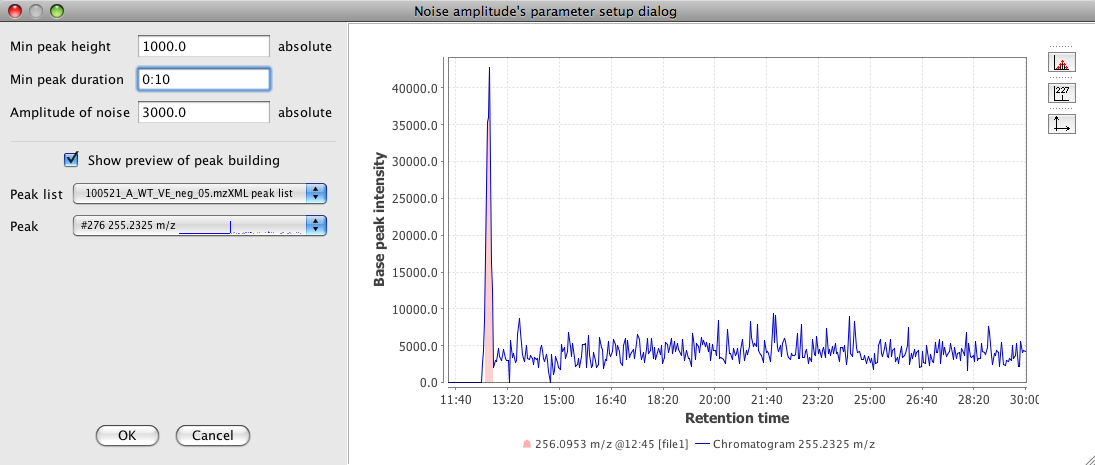 Noise amplitude's parameter setup dialog
Min peak height 1000.0 absolute
Min peak duration 0:10
Amplitude of noise 3000.0 absolute
Show preview of peak building
Peak list 100521_A_WT_VE_neg_05.mzXML peak list
Peak #276 255.2325 m/z
OK Cancel
Base peak intensity
40000.0
35000.0
30000.0
25000.0
20000.0
15000.0
10000.0
5000.0
0.0
11:40 13:20 15:00 16:40 18:20 20:00 21:40 23:20 25:00 26:40 28:20 30:00
Retention time
256.0953 m/z @12:45 [file1] Chromatogram 255.2325 m/z
227